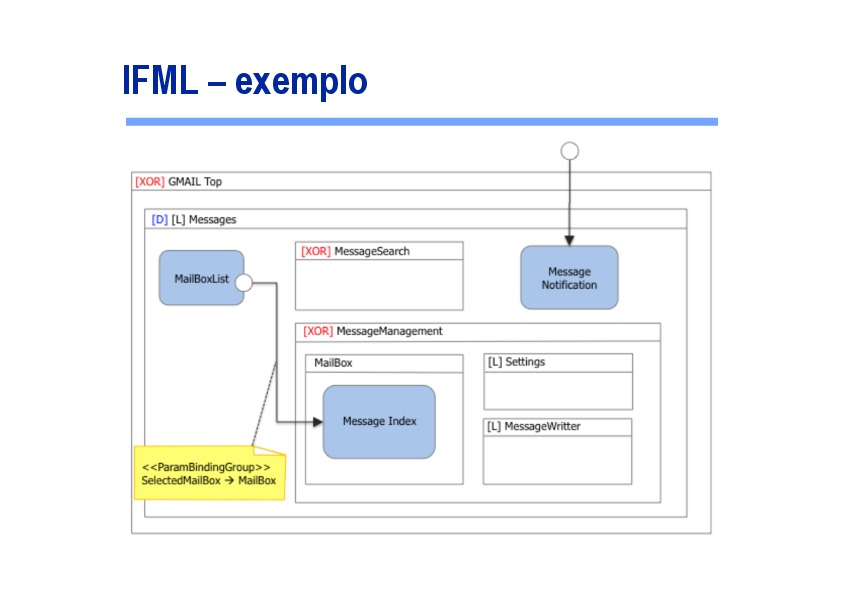 IFML – exemplo
[XOR] GMAIL Top
[D] [L] Messages
MailBoxList
[XOR] MessageSearch
Message
Notification
[XOR] MessageManagement
MailBox
Message Index
[L] Settings
[L] MessageWritter
<<ParamBindingGroup>>
SelectedMailBox → MailBox